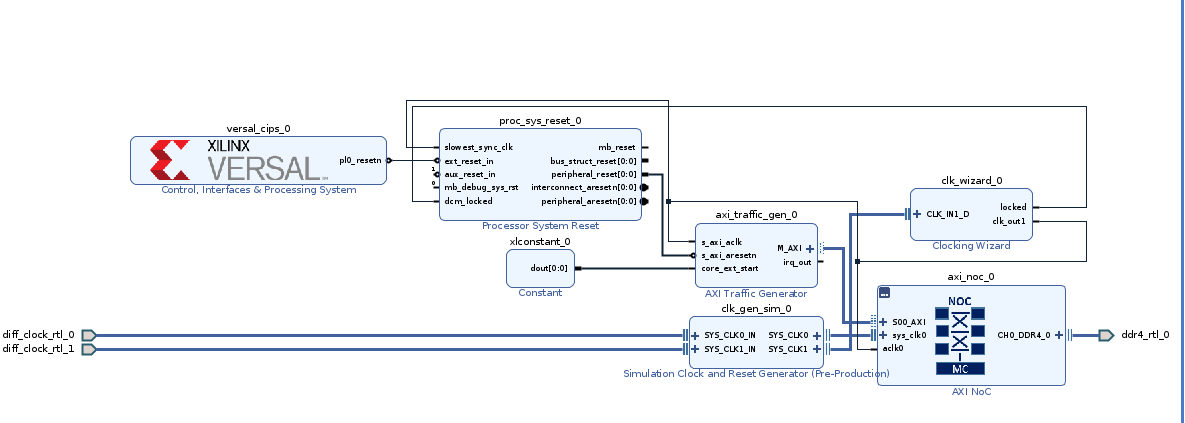 versal_cips_0
XILINX
VERSAL
pl0_resetn
Control, Interfaces & Processing System
proc_sys_reset_0
slowest_sync_clk
mb_reset
ext_reset_in
bus_struct_reset[0:0]
1
aux_reset_in
peripheral_reset[0:0]
0
mb_debug_sys_rst
interconnect_aresetn[0:0]
dcm_locked
peripheral_aresetn[0:0]
Processor System Reset
xlconstant_0
dout[0:0]
Constant
axi_traffic_gen_0
s_axi_aclk
M_AXI
s_axi_aresetn
irq_out
core_ext_start
AXI Traffic Generator
clk_wizard_0
locked
CLK_IN1_D
clk_out1
Clocking Wizard
diff_clock_rtl_0
diff_clock_rtl_1
clk_gen_sim_0
SYS_CLK0_IN
SYS_CLK0
SYS_CLK1_IN
SYS_CLK1
Simulation Clock and Reset Generator (Pre-Production)
axi_noc_0
NOC
S00_AXI
sys_clk0
CH0_DDR4_0
aclk0
MC
AXI NoC
ddr4_rtl_0